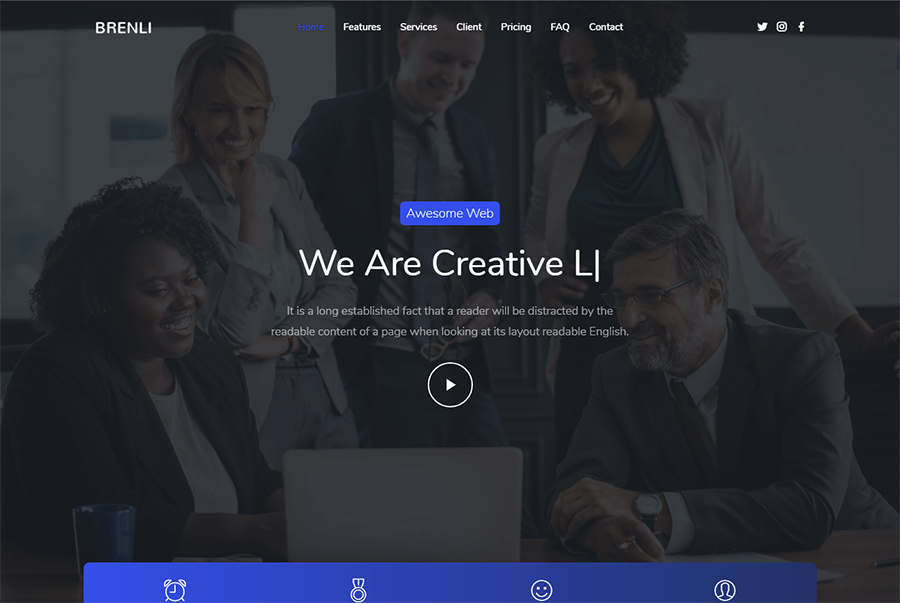 BRENLI
Home Features Services Client Pricing FAQ Contact
Awesome Web
We Are Creative L|
It is a long established fact that a reader will be distracted by the
readable content of a page when looking at its layout readable English.